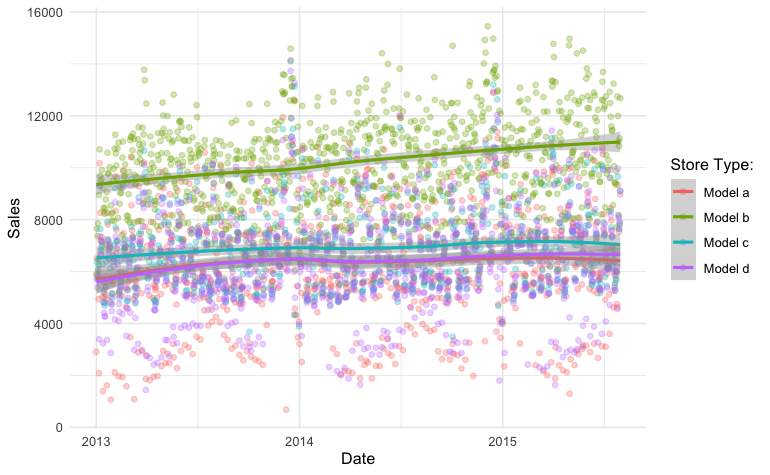 16000
12000
8000
4000
0
Sales
2013
2014
2015
Date
Store Type:
Model a
Model b
Model c
Model d